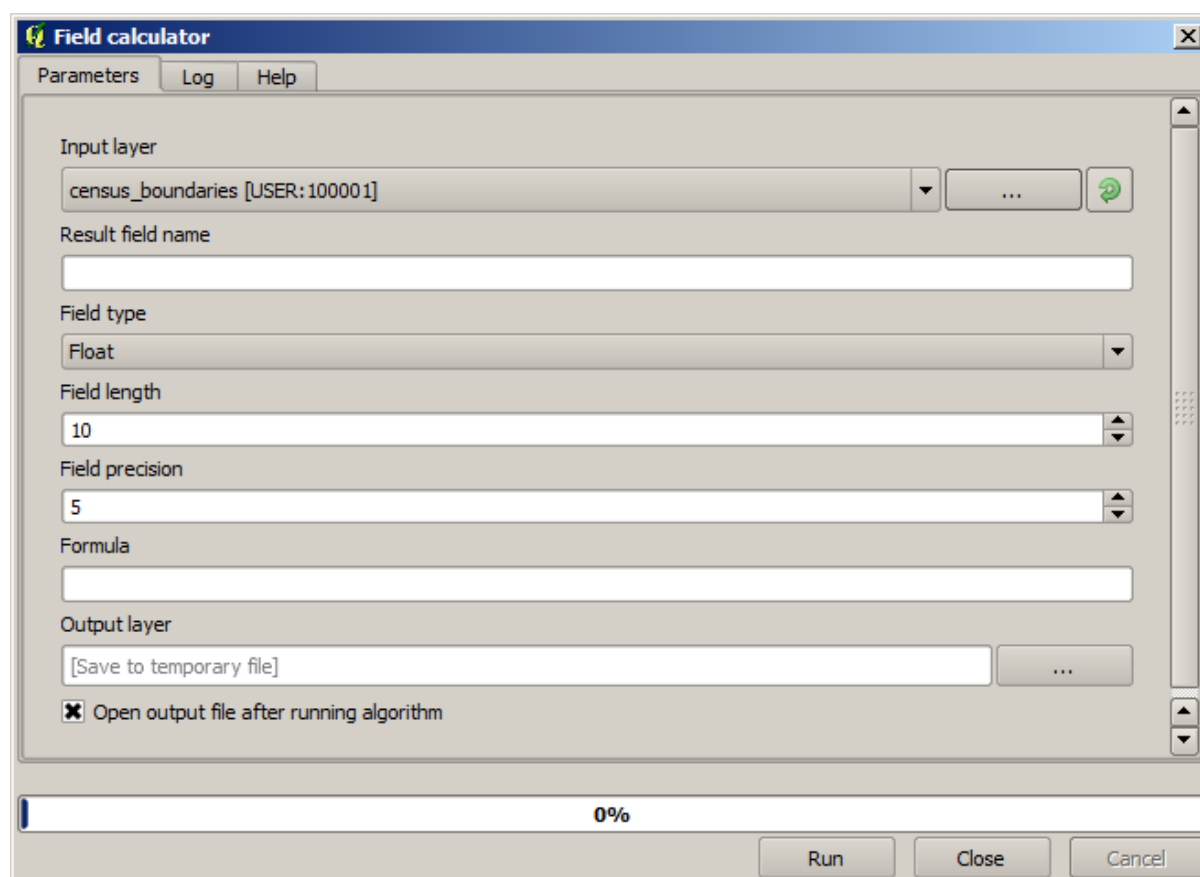 Field calculator
Parameters Log Help
Input layer
census_boundaries [USER:100001] ...
Result field name
Field type
Float
Field length
10
Field precision
5
Formula
Output layer
[Save to temporary file] ...
Open output file after running algorithm
0%
Run Close Cancel